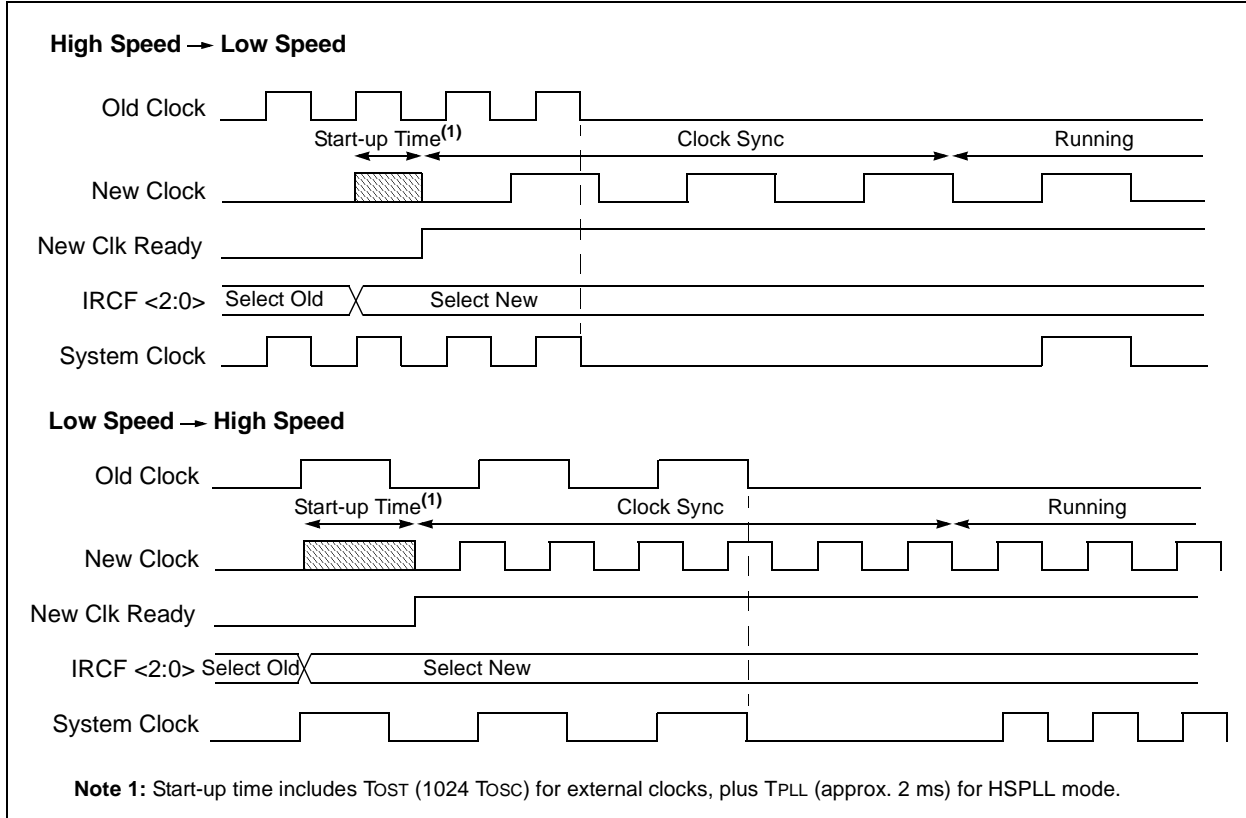 High Speed → Low Speed
Old Clock
Start-up Time(1) Clock Sync Running
New Clock
New Clk Ready
IRCF <2:0> Select Old Select New
System Clock
Low Speed → High Speed
Old Clock
Start-up Time(1) Clock Sync Running
New Clock
New Clk Ready
IRCF <2:0> Select Old Select New
System Clock
Note 1: Start-up time includes TOST (1024 TOSC) for external clocks, plus TPLL (approx. 2 ms) for HSPLL mode.